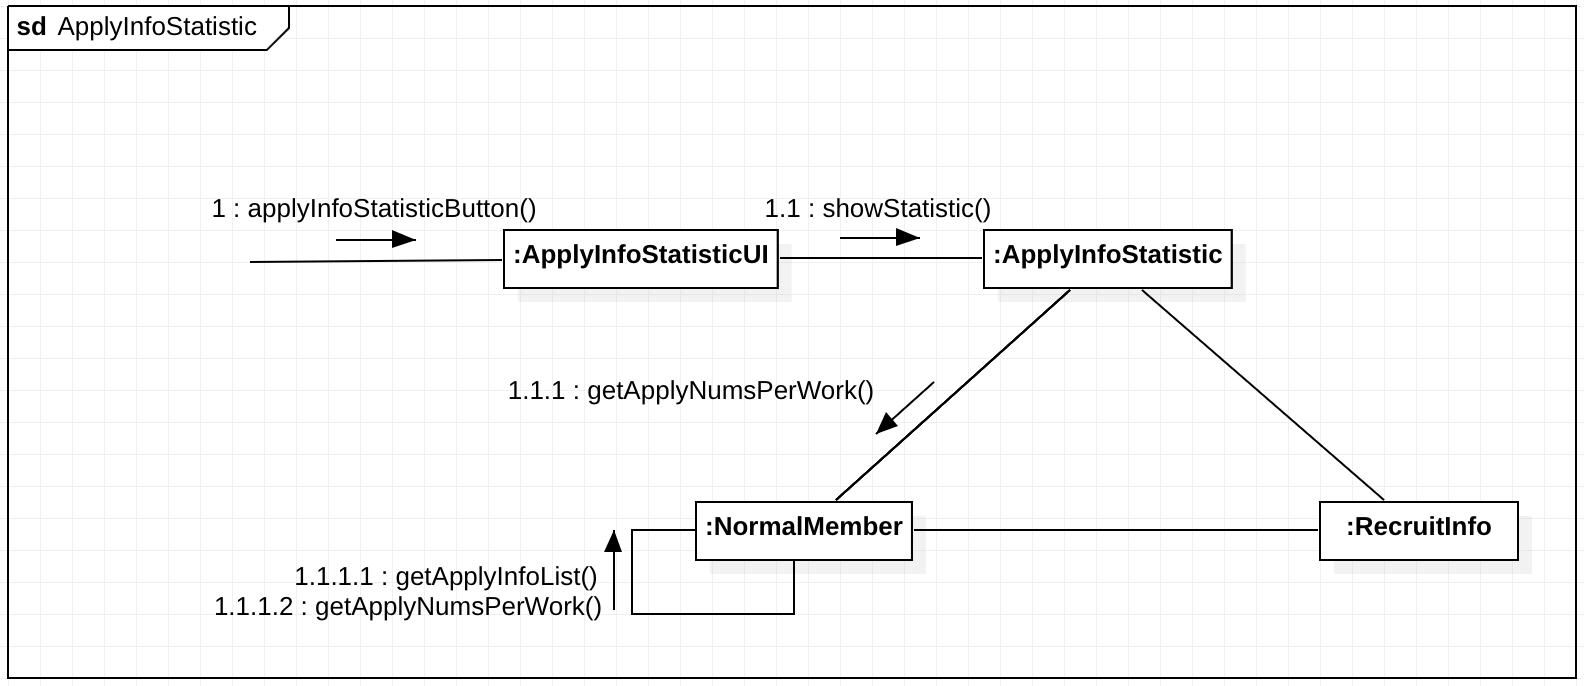 sd ApplyInfoStatistic
1 : applyInfoStatisticButton()
1.1 : showStatistic()
:ApplyInfoStatisticUI
:ApplyInfoStatistic
1.1.1 : getApplyNumsPerWork()
:NormalMember
:RecruitInfo
1.1.1.1 : getApplyInfoList()
1.1.1.2 : getApplyNumsPerWork()